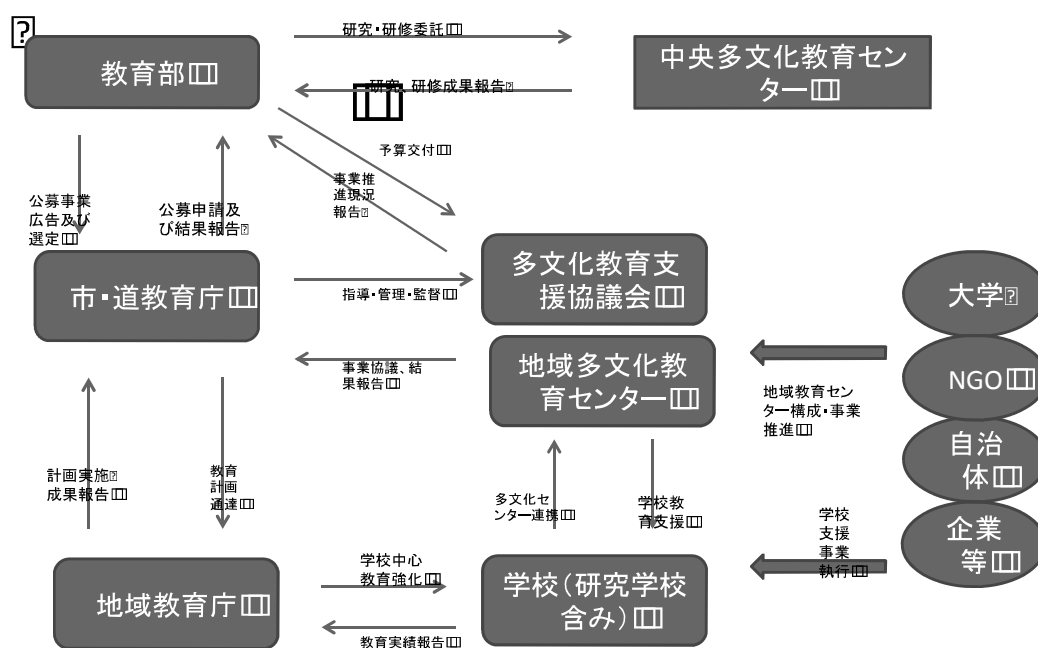 研究・研修委託
教育部
中央多文化教育セン
ター
研究、研修成果報告
予算交付
事業推
進現況
報告
公募事業
広告及び
選定
公募申請及
び結果報告
多文化教育支
援協議会
市・道教育庁
指導・管理・監督
大学
地域多文化教
育センター
事業協議、結
果報告
NGO
地域教育セン
ター構成・事業
推進
自治
体
計画実施
成果報告
教育
計画
通達
多文化セ
ンター連携
学校教
育支援
学校
支援
事業
執行
企業
等
地域教育庁
学校中心
教育強化
学校（研究学校
含み）
教育実績報告